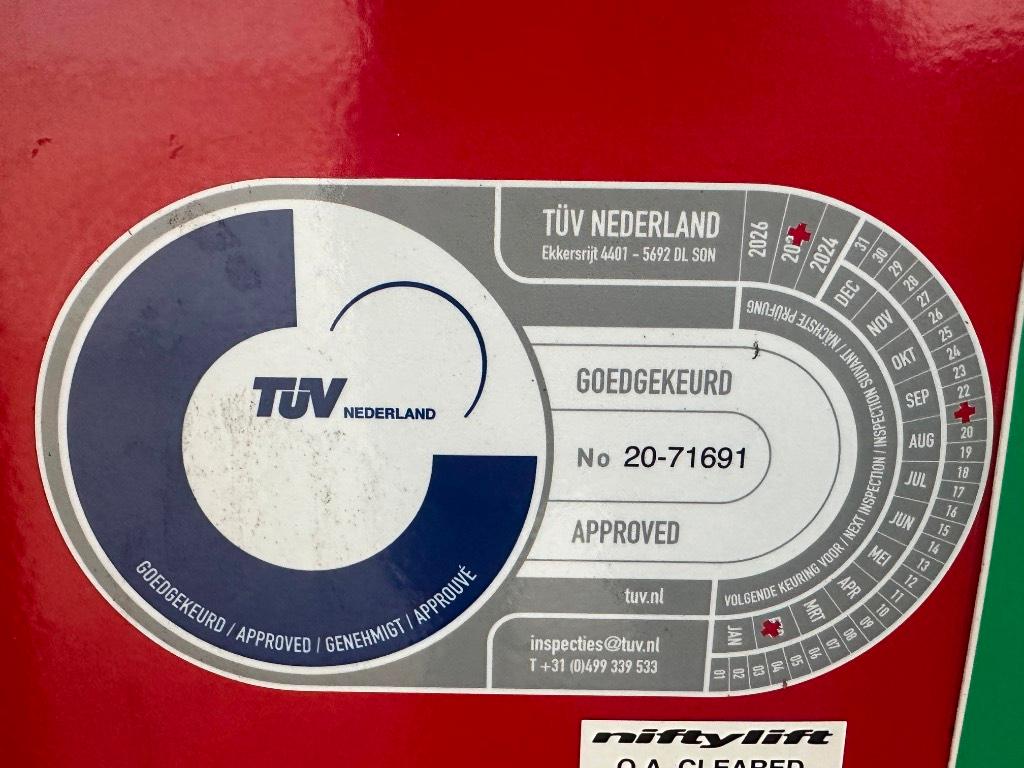 TÜV NEDERLAND
Ekkersrijt 4401 - 5692 DL SON
2026
2024
31
30
29
28
27
26
25
24
23
22
20
19
18
17
16
15
14
13
12
11
10
09
08
07
06
05
04
03
02
01
DEC
NOV
OKT
SEP
AUG
JUL
JUN
MEI
APR
MRT
JAN
VOLGENDE KEURING VOOR / NEXT INSPECTION / INSPECTION SUIVANT / NÄCHSTE PRÜFUNG
TÜV NEDERLAND
GOEDGEKEURD
No 20-71691
APPROVED
GOEDGEKEURD / APPROVED / GENEHMIGT / APPROUVÉ
tuv.nl
inspecties@tuv.nl
T +31 (0)499 339 533
niftylift
Q.A. CLEARED